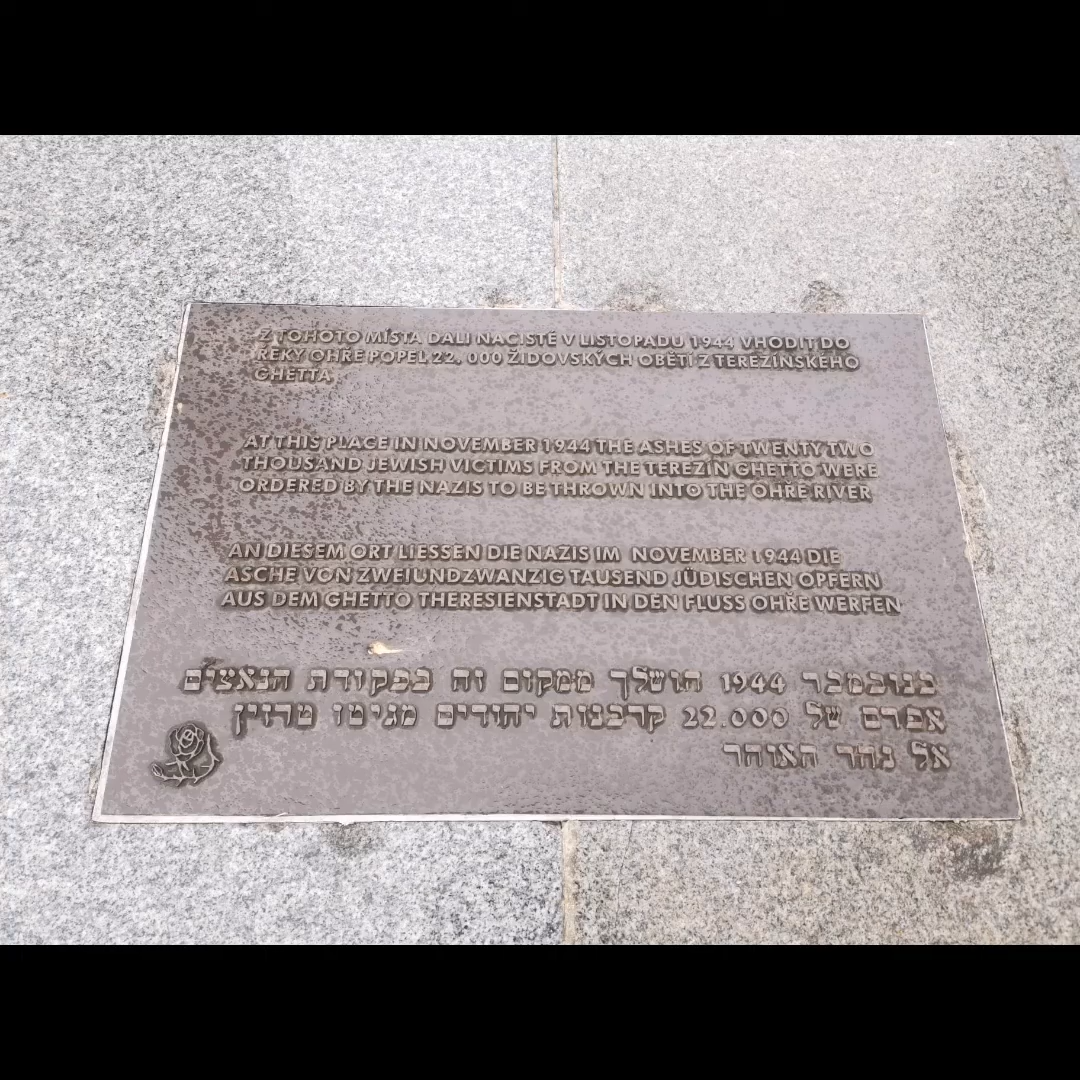 Z TOHOTO MÍSTA DALI NACISTÉ V LISTOPADU 1944 VHODIT DO
ŘEKY OHŘE POPEL 22. 000 ŽIDOVSKÝCH OBĚTÍ Z TEREZÍNSKÉHO
GHETTA
AT THIS PLACE IN NOVEMBER 1944 THE ASHES OF TWENTY TWO
THOUSAND JEWISH VICTIMS FROM THE TEREZÍN GHETTO WERE
ORDERED BY THE NAZIS TO BE THROWN INTO THE OHŘE RIVER
AN DIESEM ORT LIESSEN DIE NAZIS IM NOVEMBER 1944 DIE
ASCHE VON ZWEIUNDZWANZIG TAUSEND JÜDISCHEN OPFERN
AUS DEM GHETTO THERESIENSTADT IN DEN FLUSS OHŘE WERFEN
בנובמבר 1944 הושלך ממקום זה בפקודת הנאצים
אפרם של 22.000 קרבנות יהודים מגיטו טרזין
אל נהר האוהר